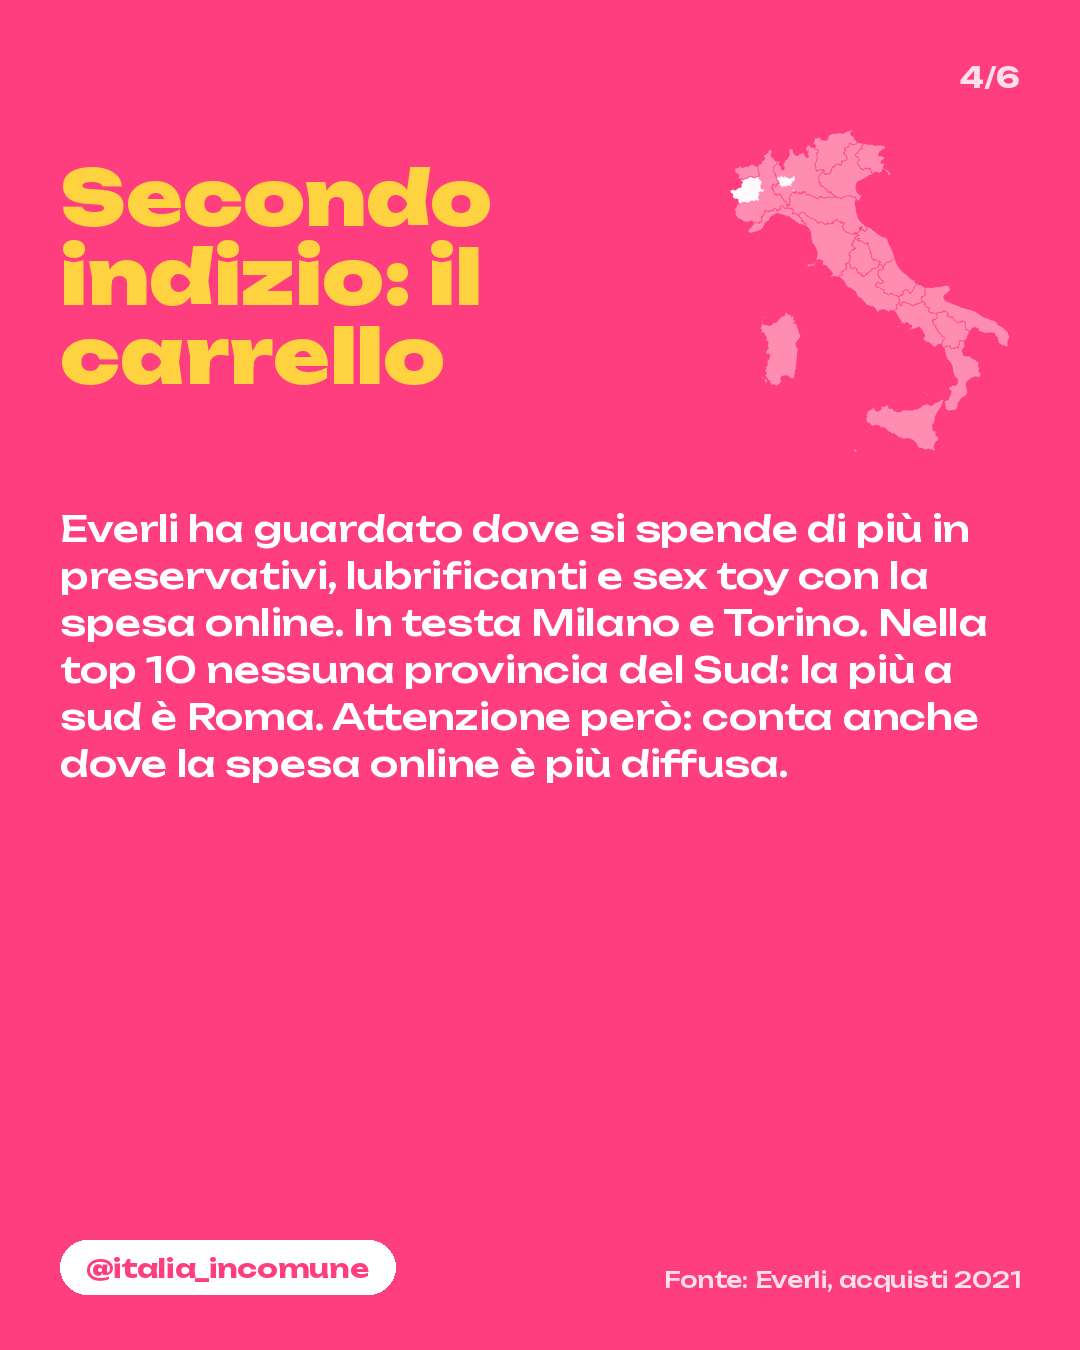 4/6
Secondo
indizio: il
carrello
Everli ha guardato dove si spende di più in
preservativi, lubrificanti e sex toy con la
spesa online. In testa Milano e Torino. Nella
top 10 nessuna provincia del Sud: la più a
sud è Roma. Attenzione però: conta anche
dove la spesa online è più diffusa.
@italia_incomune
Fonte: Everli, acquisti 2021